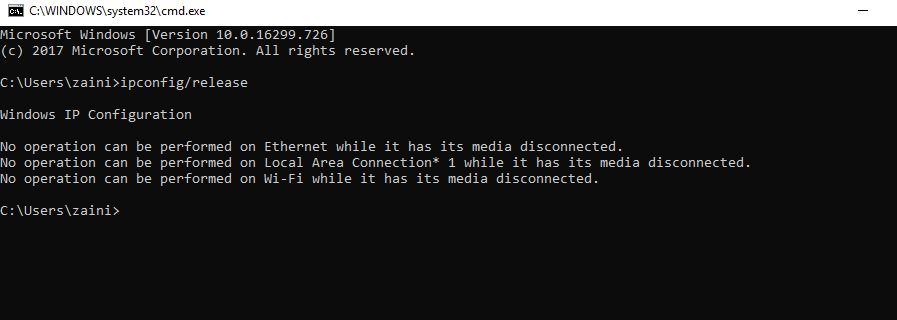 C:\WINDOWS\system32\cmd.exe
Microsoft Windows [Version 10.0.16299.726]
(c) 2017 Microsoft Corporation. All rights reserved.
C:\Users\zaini>ipconfig/release
Windows IP Configuration
No operation can be performed on Ethernet while it has its media disconnected.
No operation can be performed on Local Area Connection* 1 while it has its media disconnected.
No operation can be performed on Wi-Fi while it has its media disconnected.
C:\Users\zaini>